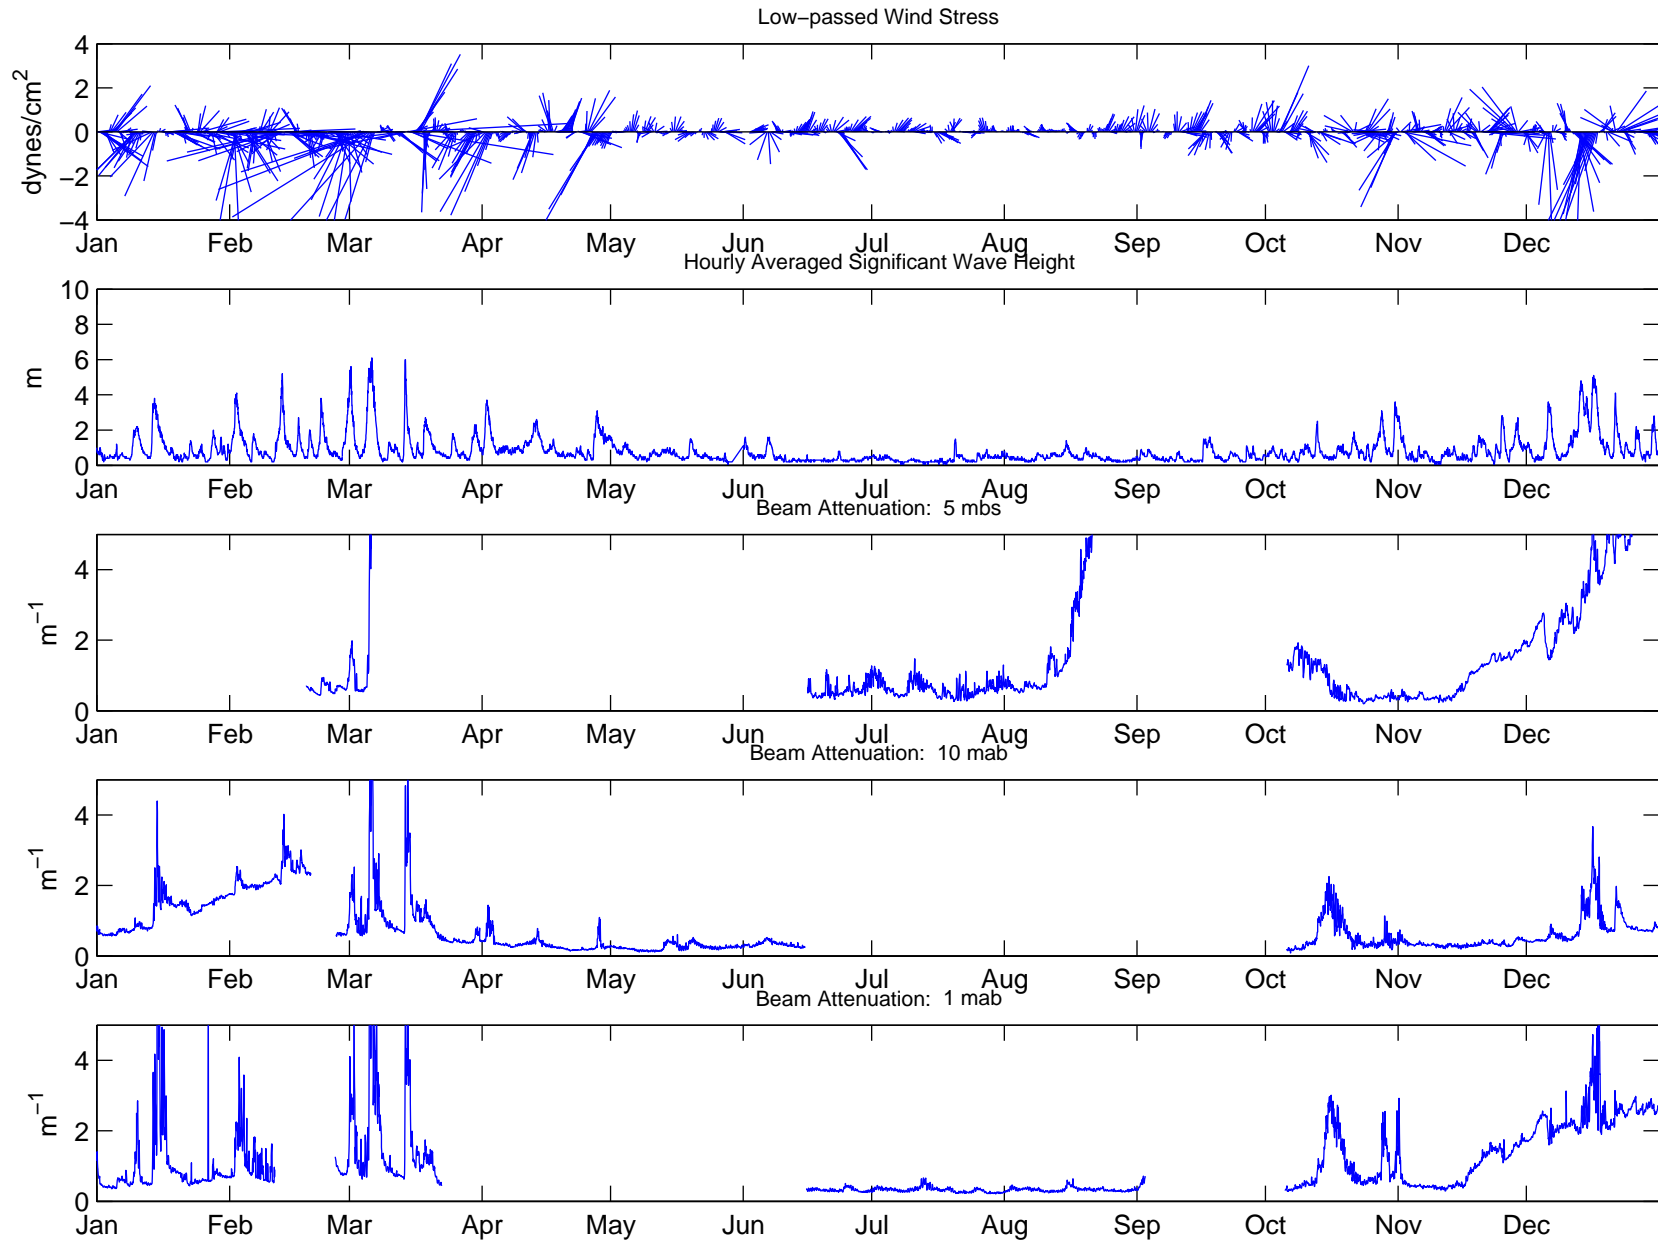 Low−passed Wind Stress
dynes/cm²
4
2
0
−2
−4
Jan Feb Mar Apr May Jun Jul Aug Sep Oct Nov Dec
Hourly Averaged Significant Wave Height
m
10
8
6
4
2
0
Jan Feb Mar Apr May Jun Jul Aug Sep Oct Nov Dec
Beam Attenuation: 5 mbs
m⁻¹
4
2
0
Jan Feb Mar Apr May Jun Jul Aug Sep Oct Nov Dec
Beam Attenuation: 10 mab
m⁻¹
4
2
0
Jan Feb Mar Apr May Jun Jul Aug Sep Oct Nov Dec
Beam Attenuation: 1 mab
m⁻¹
4
2
0
Jan Feb Mar Apr May Jun Jul Aug Sep Oct Nov Dec